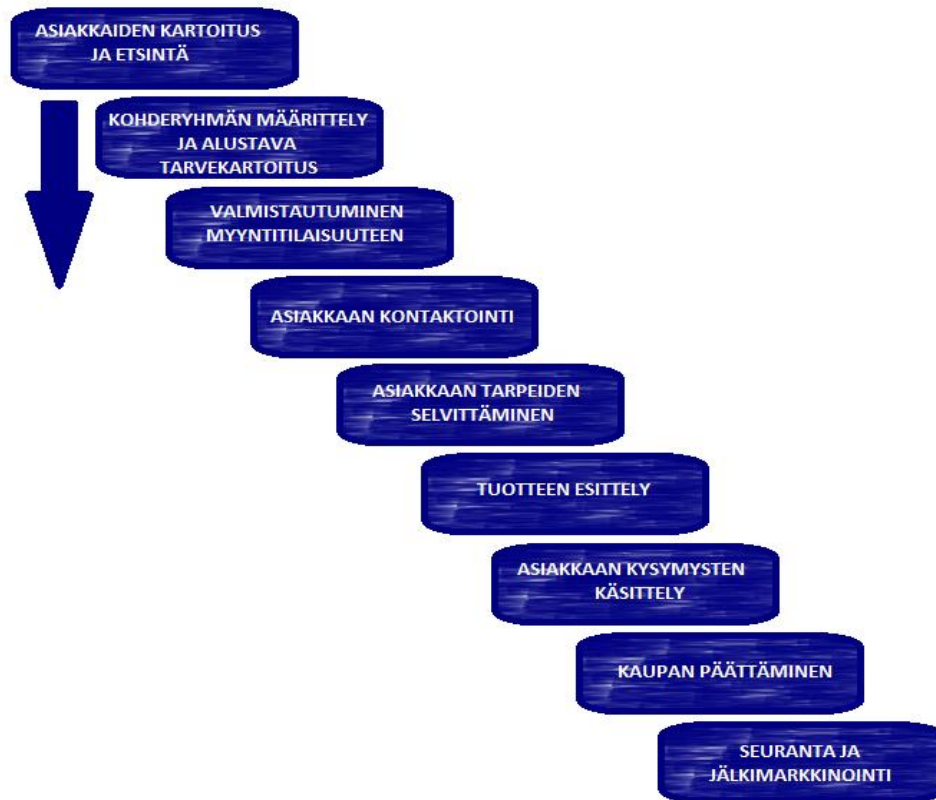 ASIAKKAIDEN KARTOITUS
JA ETSINTÄ
KOHDERYHMÄN MÄÄRITTELY
JA ALUSTAVA
TARVEKARTOITUS
VALMISTAUTUMINEN
MYYNTITILAISUUTEEN
ASIAKKAAN KONTAKTOINTI
ASIAKKAAN TARPEIDEN
SELVITTÄMINEN
TUOTTEEN ESITTELY
ASIAKKAAN KYSYMYSTEN
KÄSITTELY
KAUPAN PÄÄTTÄMINEN
SEURANTA JA
JÄLKIMARKKINOINTI